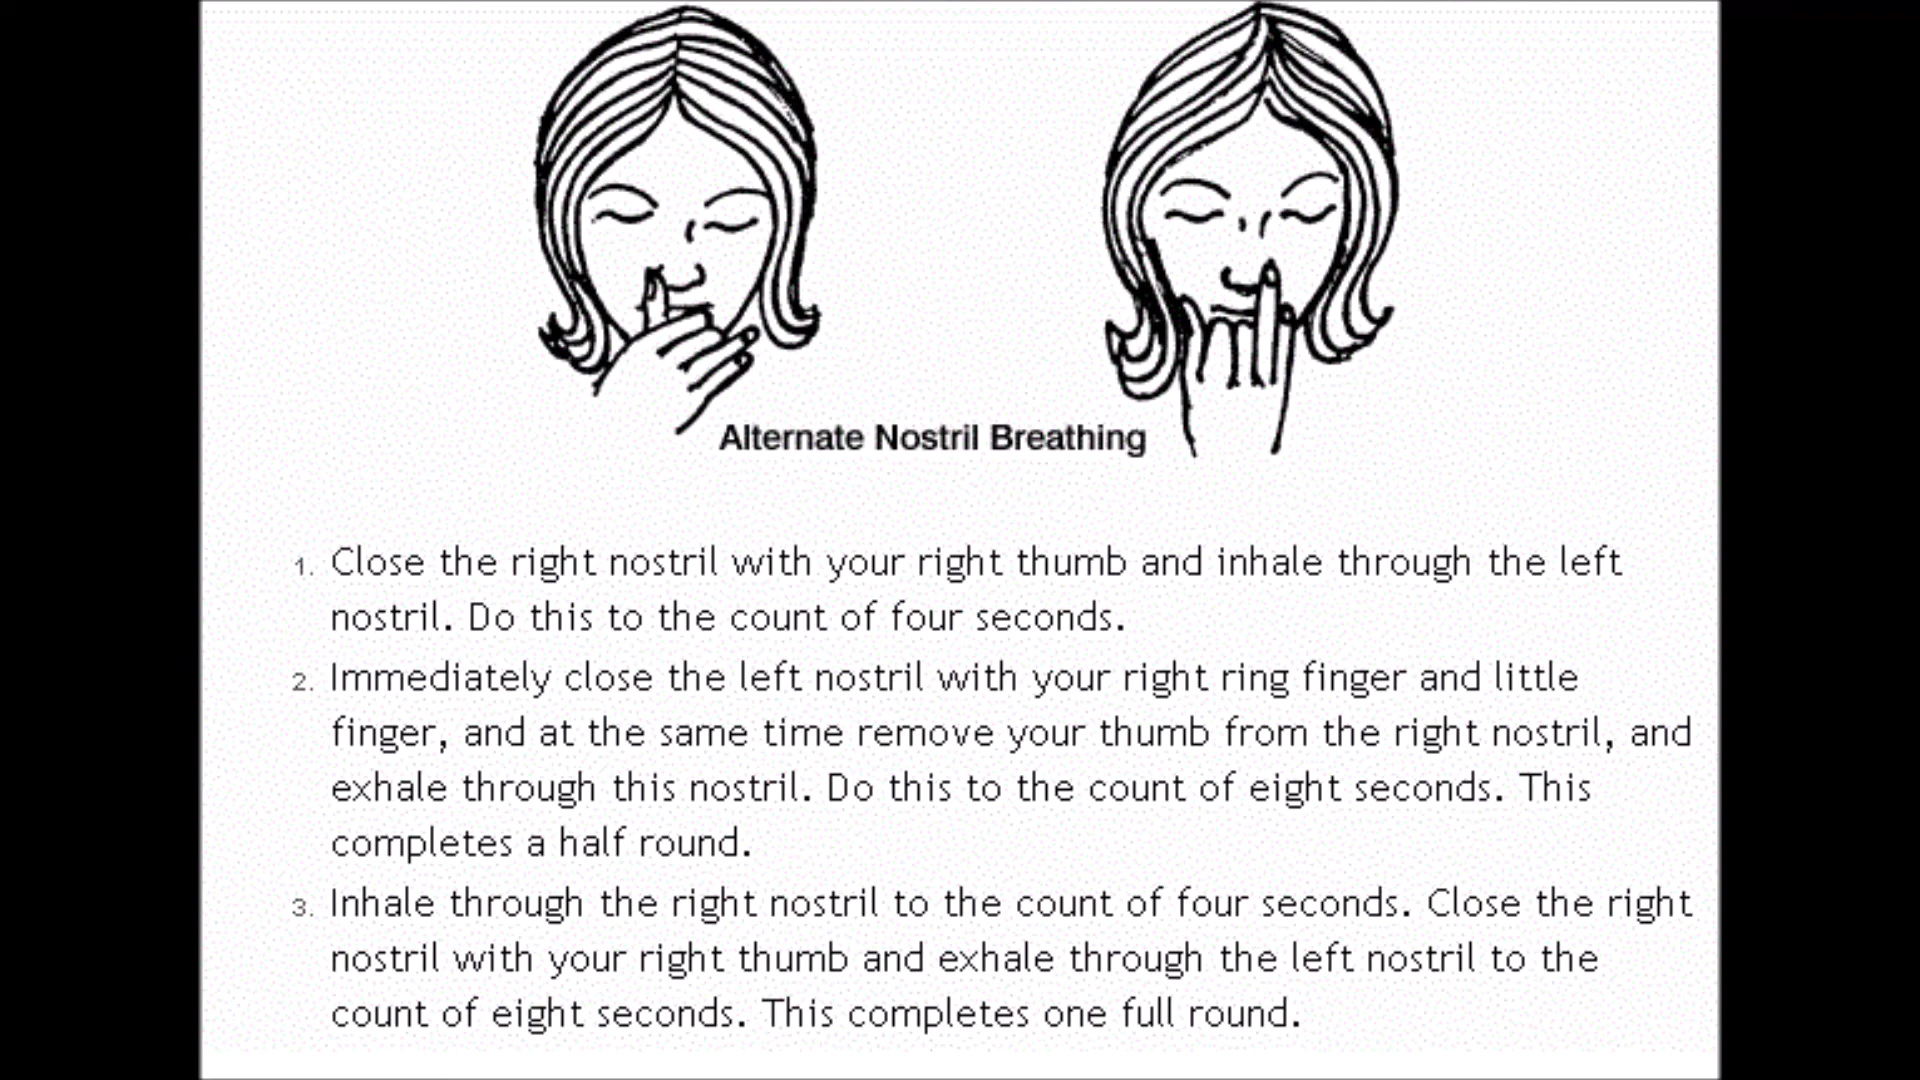 Alternate Nostril Breathing
1. Close the right nostril with your right thumb and inhale through the left
nostril. Do this to the count of four seconds.
2. Immediately close the left nostril with your right ring finger and little
finger, and at the same time remove your thumb from the right nostril, and
exhale through this nostril. Do this to the count of eight seconds. This
completes a half round.
3. Inhale through the right nostril to the count of four seconds. Close the right
nostril with your right thumb and exhale through the left nostril to the
count of eight seconds. This completes one full round.